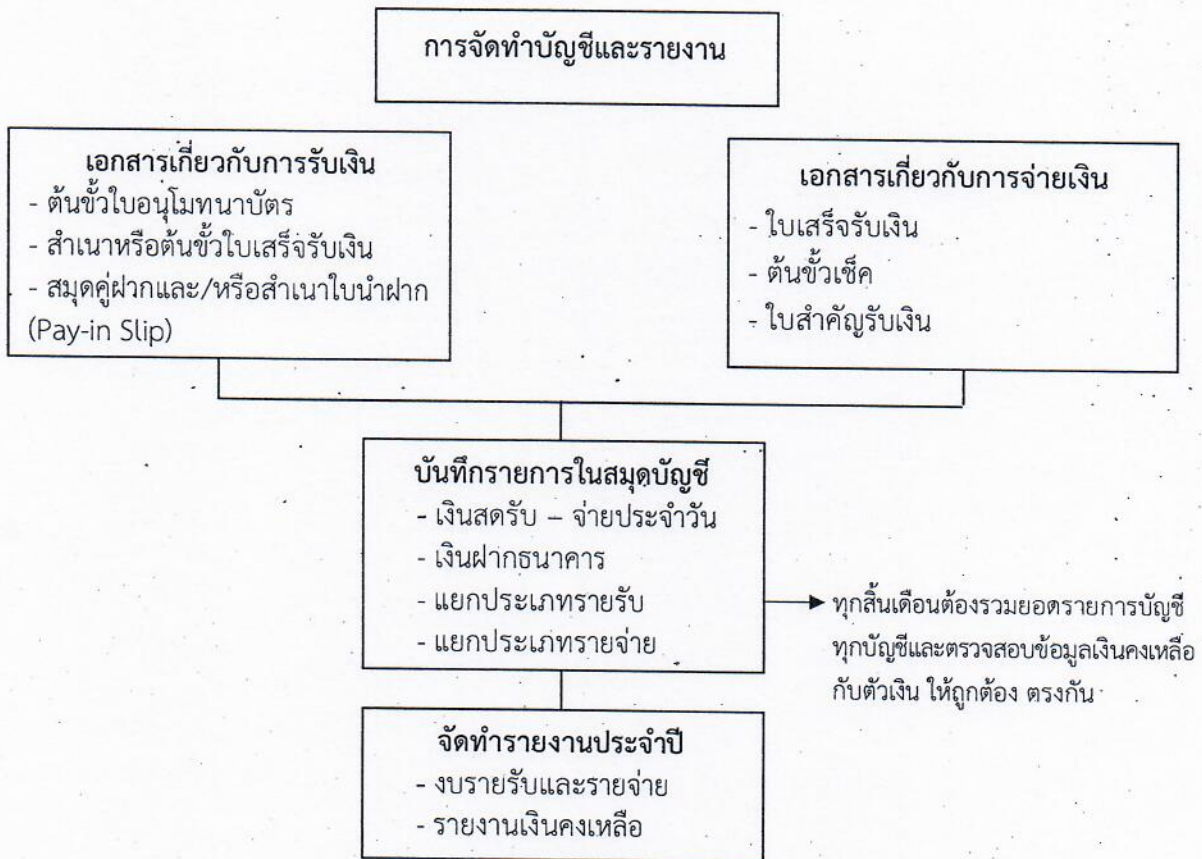 การจัดทำบัญชีและรายงาน
เอกสารเกี่ยวกับการรับเงิน
- ต้นขั้วใบอนุโมทนาบัตร
- สำเนาหรือต้นขั้วใบเสร็จรับเงิน
- สมุดคู่ฝวกและ/หรือสำเนาใบนำฝาก
(Pay-in Slip)
เอกสารเกี่ยวกับการจ่ายเงิน
- ใบเสร็จรับเงิน
- ต้นขั้วเช็ค
- ใบสำคัญรับเงิน
บันทึกรายการในสมุดบัญชี
- เงินสดรับ – จ่ายประจำวัน
- เงินฝากธนาคาร
- แยกประเภทรายรับ
- แยกประเภทรายจ่าย
ทุกสิ้นเดือนต้องรวมยอดรายการบัญชี
ทุกบัญชีและตรวจสอบข้อมูลเงินคงเหลือ
กับตัวเงิน ให้ถูกต้อง ตรงกัน
จัดทำรายงานประจำปี
- งบรายรับและรายจ่าย
- รายงานเงินคงเหลือ